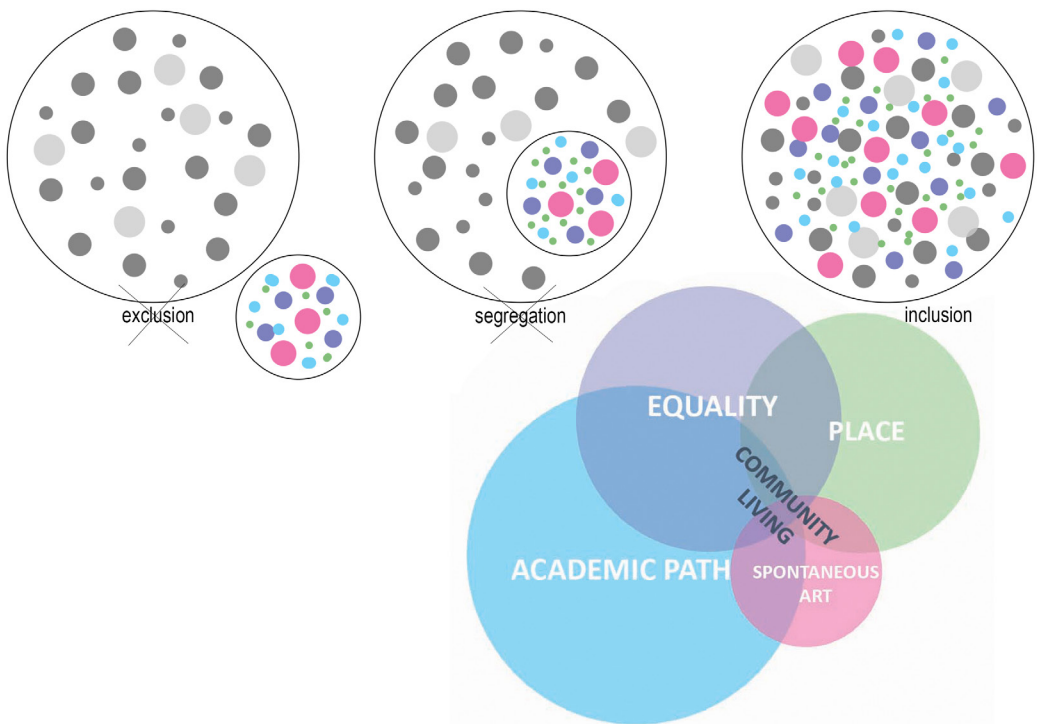 exclusion
segregation
inclusion
EQUALITY
PLACE
COMMUNITY
LIVING
ACADEMIC PATH
SPONTANEOUS
ART